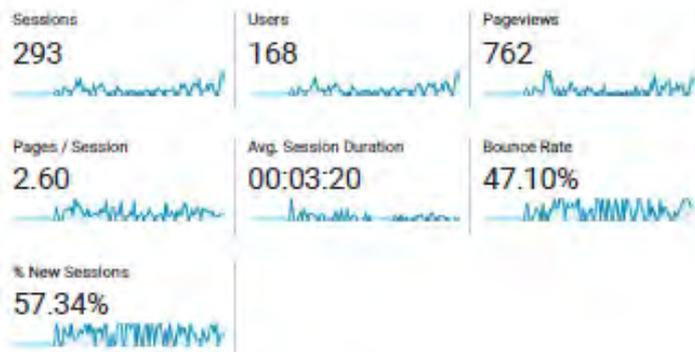 Sessions
293
Users
168
Pageviews
762
Pages / Session
2.60
Avg. Session Duration
00:03:20
Bounce Rate
47.10%
% New Sessions
57.34%